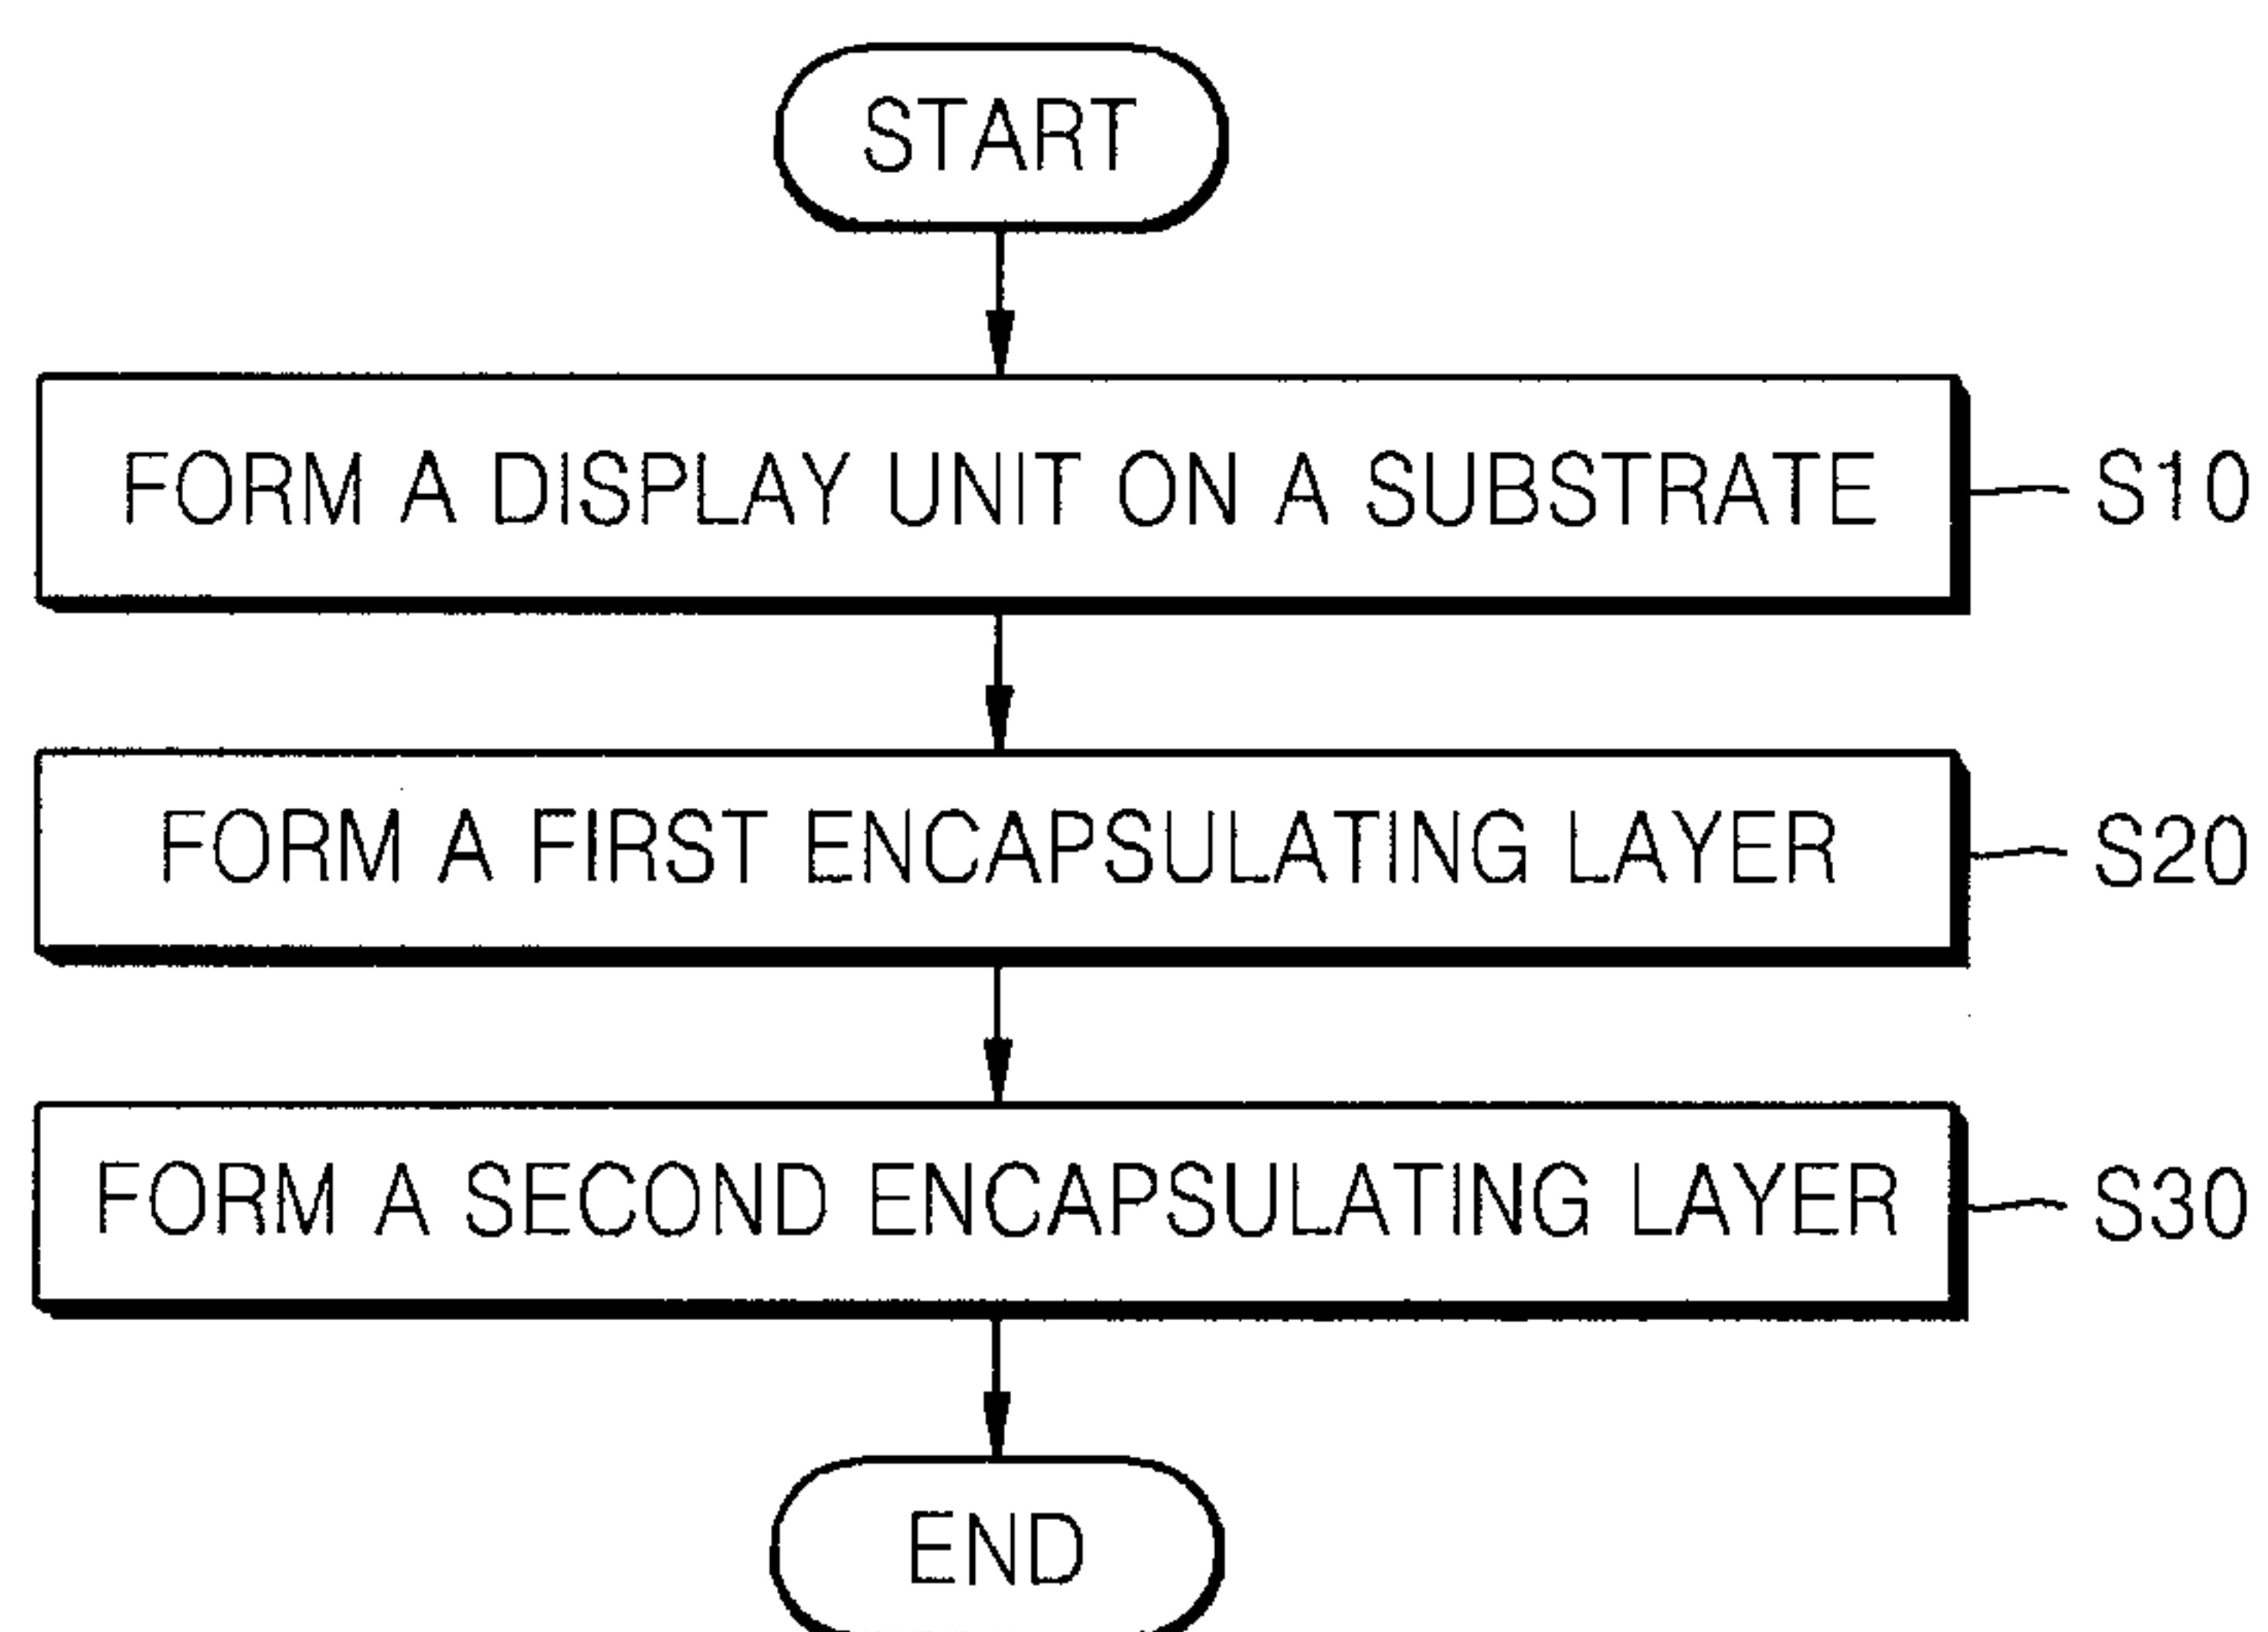 START
FORM A DISPLAY UNIT ON A SUBSTRATE
S10
FORM A FIRST ENCAPSULATING LAYER
S20
FORM A SECOND ENCAPSULATING LAYER
S30
END